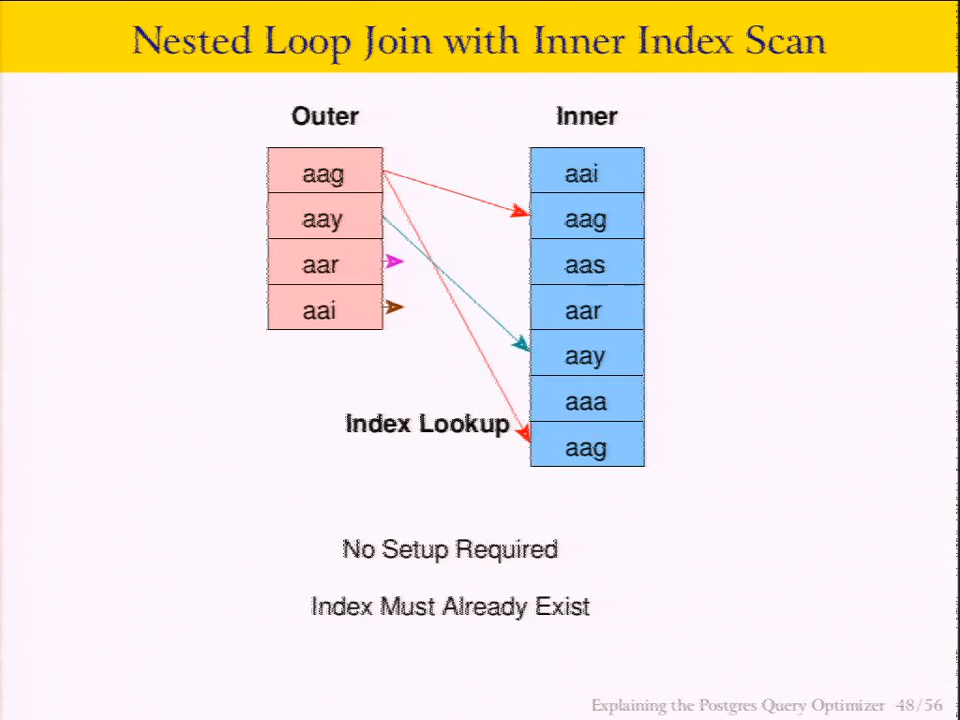 Nested Loop Join with Inner Index Scan
Outer
Inner
aag
aay
aar
aai
aai
aag
aas
aar
aay
aaa
aag
Index Lookup
No Setup Required
Index Must Already Exist
Explaining the Postgres Query Optimizer 48/56